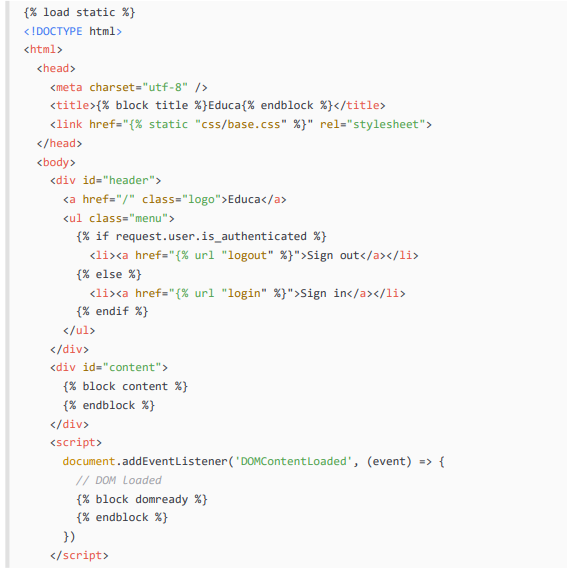 {% load static %}
<!DOCTYPE html>
<html>
  <head>
    <meta charset="utf-8" />
    <title>{% block title %}Educa{% endblock %}</title>
    <link href="{% static "css/base.css" %}" rel="stylesheet">
  </head>
  <body>
    <div id="header">
      <a href="/" class="logo">Educa</a>
      <ul class="menu">
        {% if request.user.is_authenticated %}
          <li><a href="{% url "logout" %}">Sign out</a></li>
        {% else %}
          <li><a href="{% url "login" %}">Sign in</a></li>
        {% endif %}
      </ul>
    </div>
    <div id="content">
      {% block content %}
      {% endblock %}
    </div>
    <script>
      document.addEventListener('DOMContentLoaded', (event) => {
        // DOM loaded
        {% block domready %}
        {% endblock %}
      })
    </script>